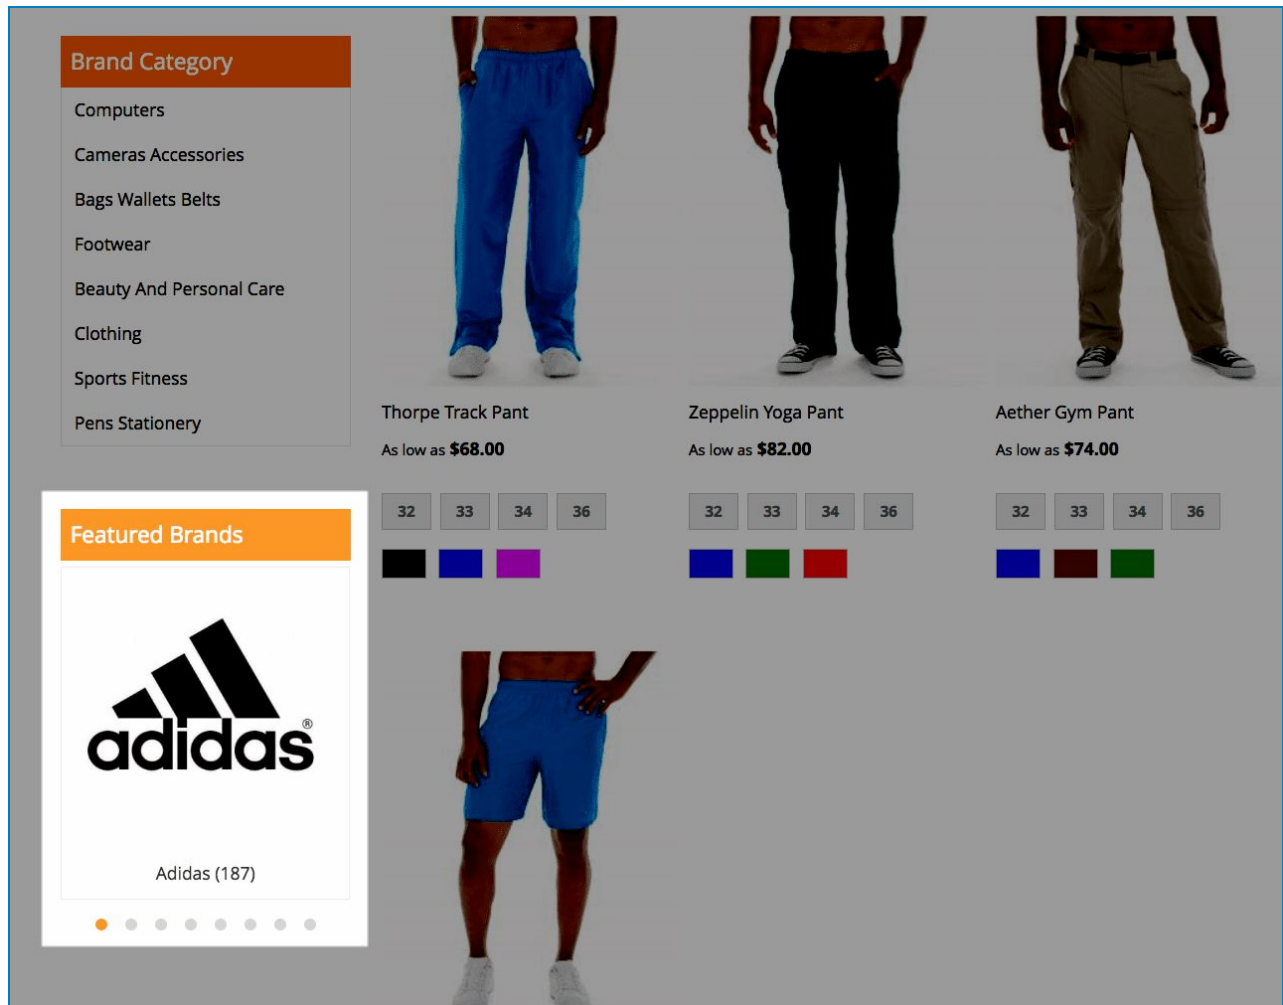 Brand Category
Computers
Cameras Accessories
Bags Wallets Belts
Footwear
Beauty And Personal Care
Clothing
Sports Fitness
Pens Stationery
Featured Brands
adidas®
Adidas (187)
Thorpe Track Pant
As low as $68.00
32 33 34 36
Zeppelin Yoga Pant
As low as $82.00
32 33 34 36
Aether Gym Pant
As low as $74.00
32 33 34 36